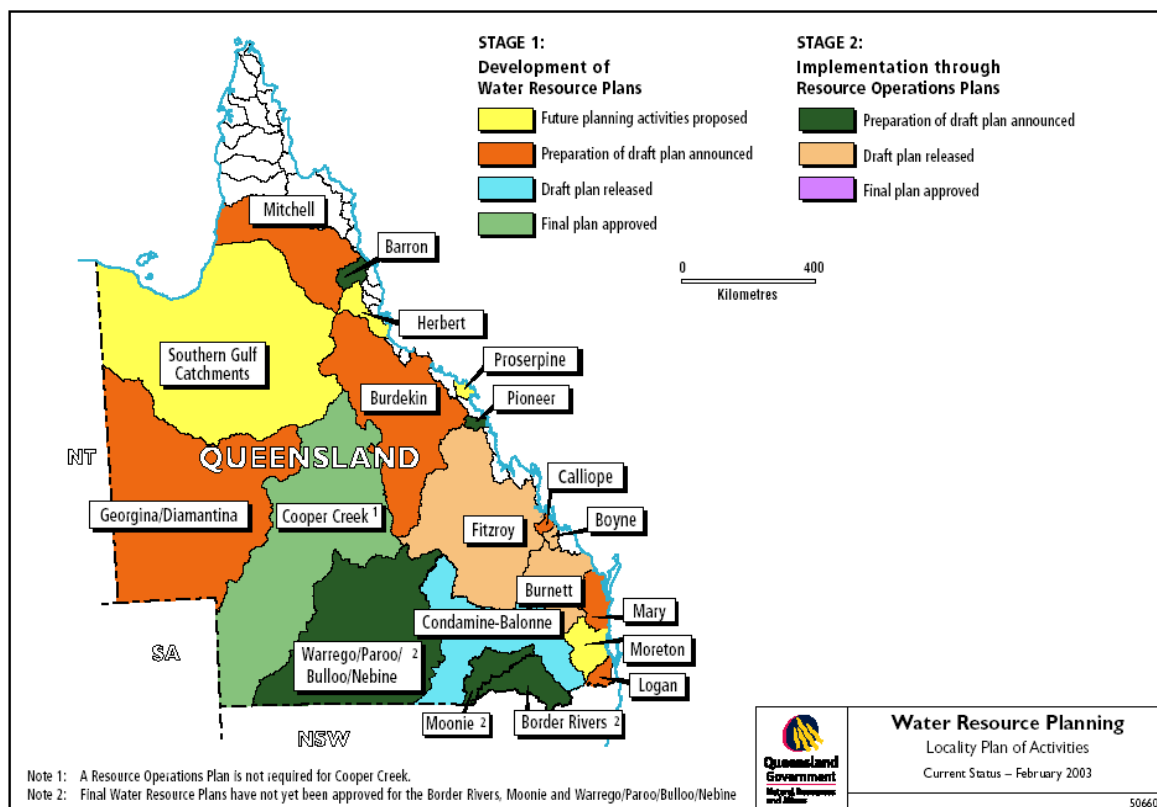 STAGE 1:
Development of
Water Resource Plans
Future planning activities proposed
Preparation of draft plan announced
Draft plan released
Final plan approved
STAGE 2:
Implementation through
Resource Operations Plans
Preparation of draft plan announced
Draft plan released
Final plan approved
0 400
Kilometres
Mitchell
Barron
Herbert
Southern Gulf
Catchments
Proserpine
Burdekin
Pioneer
NT
QUEENSLAND
Calliope
Georgina/Diamantina
Cooper Creek 1
Fitzroy
Boyne
Burnett
Mary
Condamine-Balonne
SA
Warrego/Paroo/ 2
Bulloo/Nebine
Moreton
Logan
Moonie 2
Border Rivers 2
NSW
Queensland
Government
Natural Resources
and Mines
Water Resource Planning
Locality Plan of Activities
Current Status – February 2003
Note 1: A Resource Operations Plan is not required for Cooper Creek.
Note 2: Final Water Resource Plans have not yet been approved for the Border Rivers, Moonie and Warrego/Paroo/Bulloo/Nebine
50660